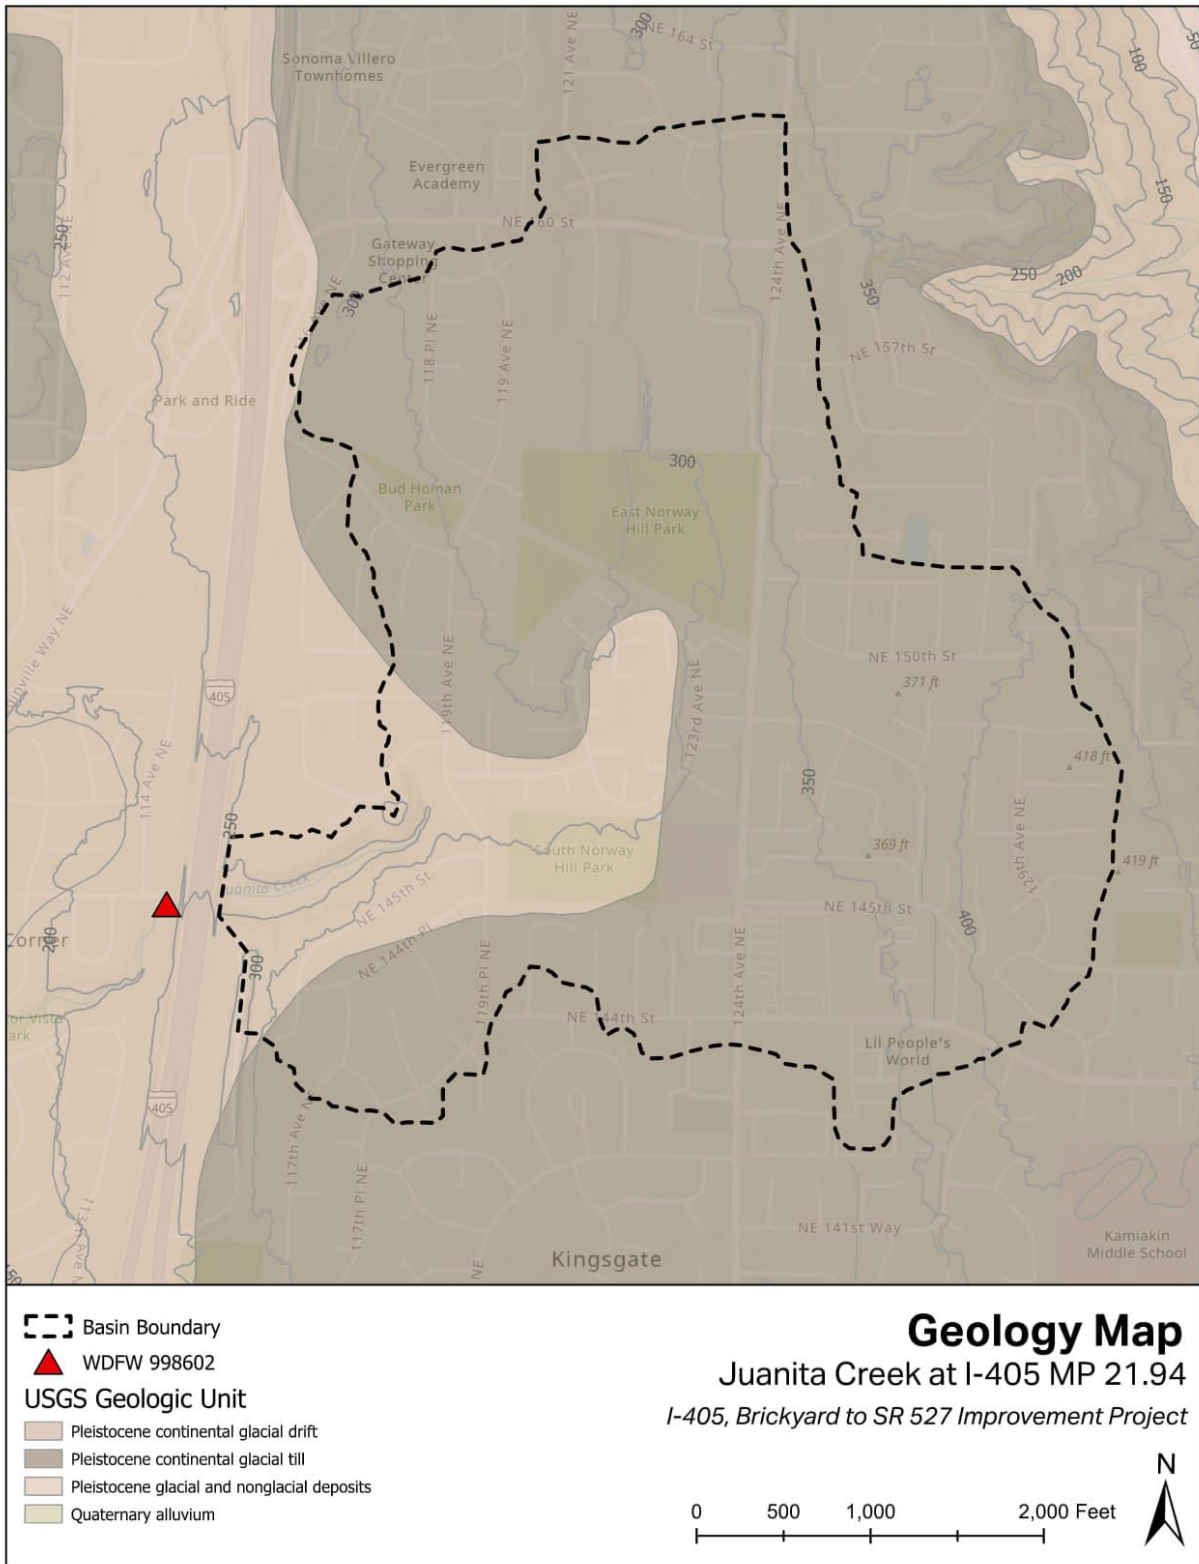 NE 164 St
300
121 Ave NE
Sonoma Villero
Townhomes
100
50
Evergreen
Academy
150
112 Ave NE
250
NE 160 St
Gateway
Shopping
Center
124th Ave NE
250
200
350
300
118 Pl NE
119 Ave NE
NE 157th St
Park and Ride
300
Bud Homan
Park
East Norway
Hill Park
Way NE
119th Ave NE
NE 150th St
371 ft
405
123rd Ave NE
114 Ave NE
418 ft
350
250
129th Ave NE
369 ft
419 ft
South Norway
Hill Park
Juanita Creek
NE 145th St
NE 145th St
Corner
200
400
NE 144th Pl
300
119th Pl NE
124th Ave NE
NE 144th St
Lil People's
World
405
117th Ave NE
117th Pl NE
113th Ave N
NE 141st Way
Kamiakin
Middle School
Kingsgate
NE
Basin Boundary
WDFW 998602
USGS Geologic Unit
Pleistocene continental glacial drift
Pleistocene continental glacial till
Pleistocene glacial and nonglacial deposits
Quaternary alluvium
Geology Map
Juanita Creek at I-405 MP 21.94
I-405, Brickyard to SR 527 Improvement Project
N
0 500 1,000 2,000 Feet